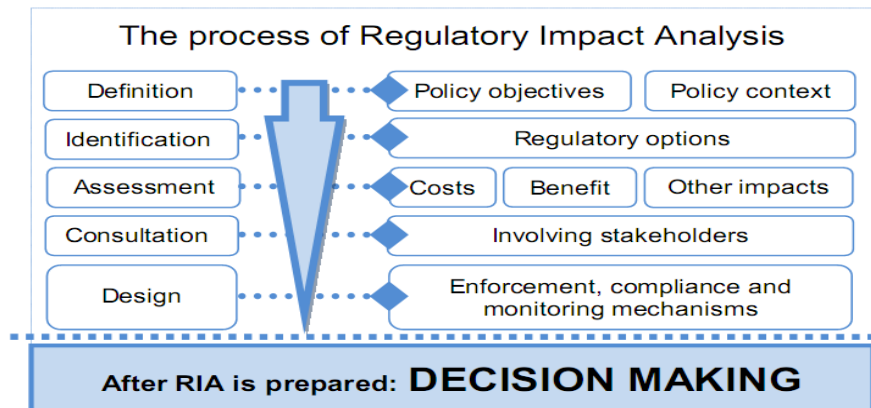 The process of Regulatory Impact Analysis
Definition
Policy objectives
Policy context
Identification
Regulatory options
Assessment
Costs
Benefit
Other impacts
Consultation
Involving stakeholders
Design
Enforcement, compliance and
monitoring mechanisms
After RIA is prepared: DECISION MAKING